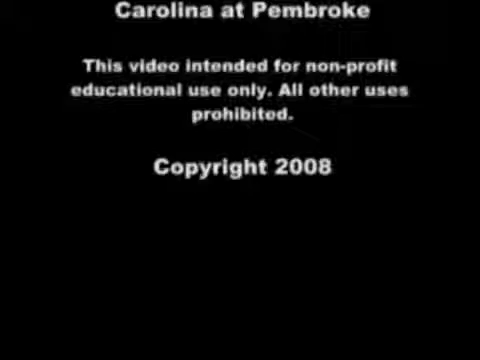 Carolina at Pembroke
This video intended for non-profit
educational use only. All other uses
prohibited.
Copyright 2008